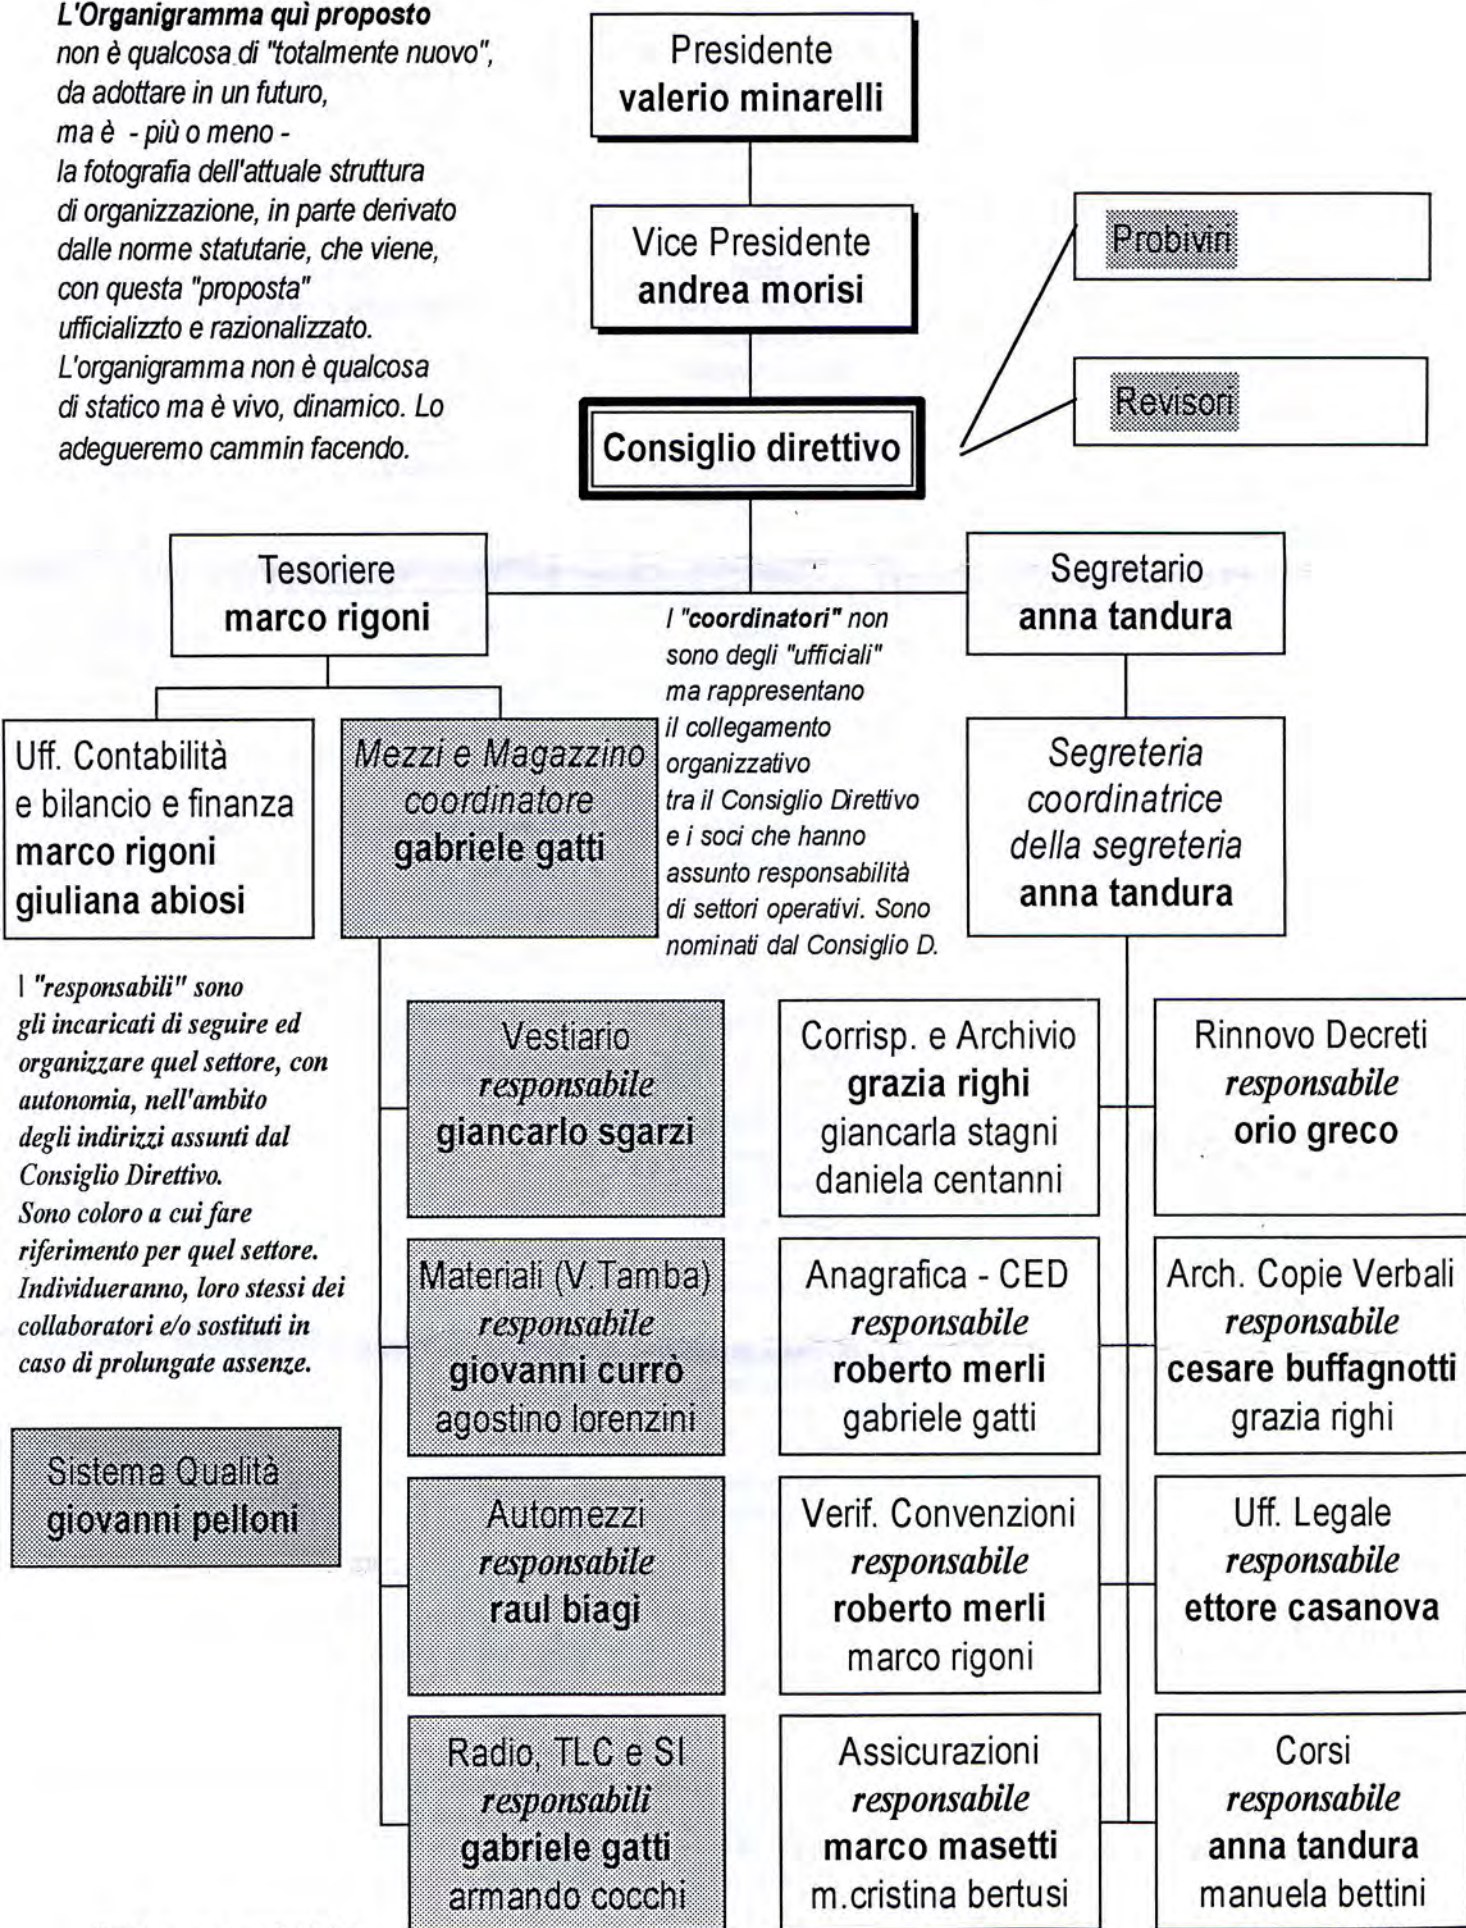 L'Organigramma quì proposto
non è qualcosa di "totalmente nuovo",
da adottare in un futuro,
ma è - più o meno -
la fotografia dell'attuale struttura
di organizzazione, in parte derivato
dalle norme statutarie, che viene,
con questa "proposta"
ufficializzto e razionalizzato.
L'organigramma non è qualcosa
di statico ma è vivo, dinamico. Lo
adegueremo cammin facendo.
Presidente
valerio minarelli
Vice Presidente
andrea morisi
Probiviri
Revisori
Consiglio direttivo
Tesoriere
marco rigoni
Segretario
anna tandura
I "coordinatori" non
sono degli "ufficiali"
ma rappresentano
il collegamento
organizzativo
tra il Consiglio Direttivo
e i soci che hanno
assunto responsabilità
di settori operativi. Sono
nominati dal Consiglio D.
Uff. Contabilità
e bilancio e finanza
marco rigoni
giuliana abiosi
Mezzi e Magazzino
coordinatore
gabriele gatti
Segreteria
coordinatrice
della segreteria
anna tandura
I "responsabili" sono
gli incaricati di seguire ed
organizzare quel settore, con
autonomia, nell'ambito
degli indirizzi assunti dal
Consiglio Direttivo.
Sono coloro a cui fare
riferimento per quel settore.
Individueranno, loro stessi dei
collaboratori e/o sostituti in
caso di prolungate assenze.
Sistema Qualità
giovanni pelloni
Vestiario
responsabile
giancarlo sgarzi
Corrisp. e Archivio
grazia righi
giancarla stagni
daniela centanni
Rinnovo Decreti
responsabile
orio greco
Materiali (V.Tamba)
responsabile
giovanni currò
agostino lorenzini
Anagrafica - CED
responsabile
roberto merli
gabriele gatti
Arch. Copie Verbali
responsabile
cesare buffagnotti
grazia righi
Automezzi
responsabile
raul biagi
Verif. Convenzioni
responsabile
roberto merli
marco rigoni
Uff. Legale
responsabile
ettore casanova
Radio, TLC e SI
responsabili
gabriele gatti
armando cocchi
Assicurazioni
responsabile
marco masetti
m.cristina bertusi
Corsi
responsabile
anna tandura
manuela bettini